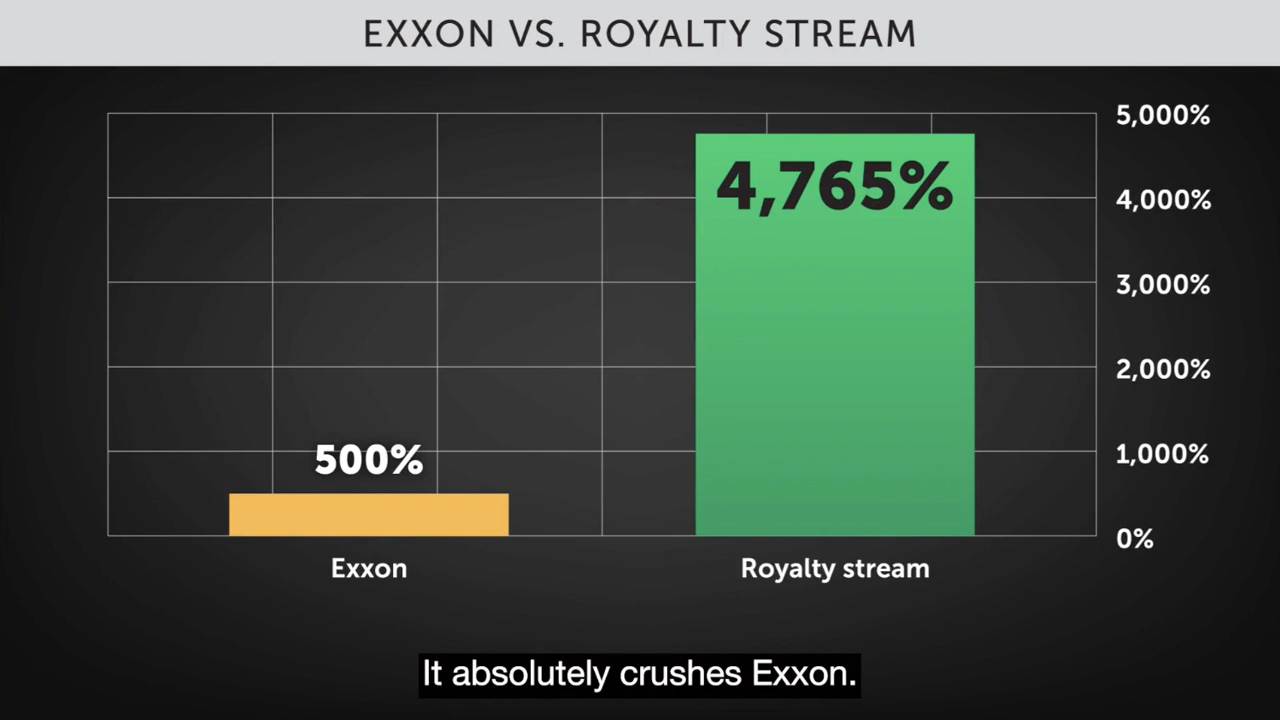 EXXON VS. ROYALTY STREAM
5,000%
4,765%
4,000%
3,000%
2,000%
500%
1,000%
0%
Exxon
Royalty stream
It absolutely crushes Exxon.